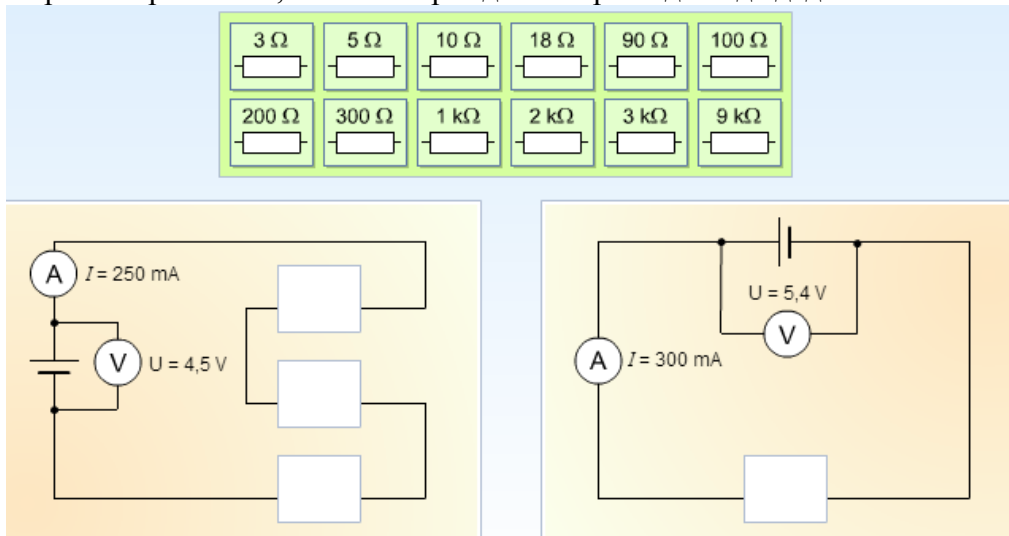 3 Ω 5 Ω 10 Ω 18 Ω 90 Ω 100 Ω
200 Ω 300 Ω 1 kΩ 2 kΩ 3 kΩ 9 kΩ
A I = 250 mA
V U = 4,5 V
U = 5,4 V
V
A I = 300 mA